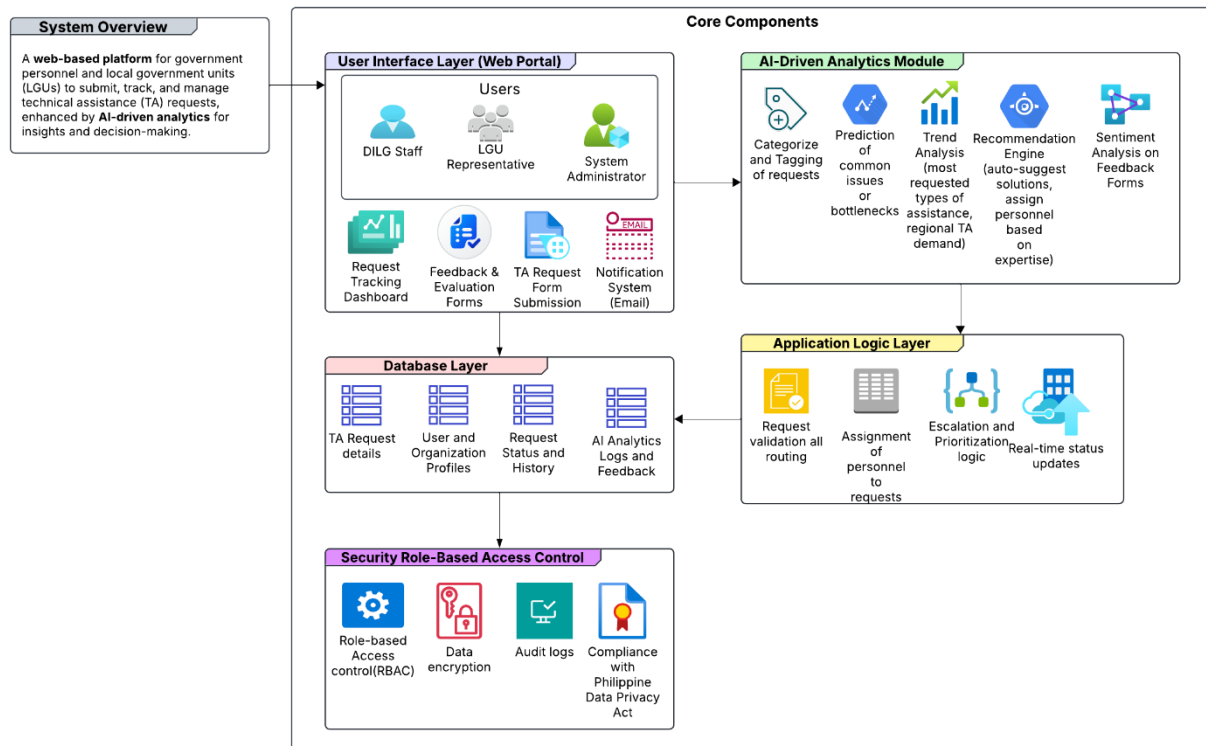 System Overview
A web-based platform for government
personnel and local government units
(LGUs) to submit, track, and manage
technical assistance (TA) requests,
enhanced by AI-driven analytics for
insights and decision-making.
Core Components
User Interface Layer (Web Portal)
Users
DILG Staff
LGU
Representative
System
Administrator
Request
Tracking
Dashboard
Feedback &
Evaluation
Forms
TA Request
Form
Submission
EMAIL
Notification
System
(Email)
AI-Driven Analytics Module
Categorize
and Tagging
of requests
Prediction
of
common
issues
or
bottlenecks
Trend
Analysis
(most
requested
types of
assistance,
regional TA
demand)
Recommendation
Engine
(auto-suggest
solutions,
assign
personnel
based
on
expertise)
Sentiment
Analysis on
Feedback
Forms
Database Layer
TA Request
details
User and
Organization
Profiles
Request
Status and
History
AI Analytics
Logs and
Feedback
Application Logic Layer
Request
validation all
routing
Assignment
of
personnel
to
requests
Escalation and
Prioritization
logic
Real-time status
updates
Security Role-Based Access Control
Role-based
Access
control(RBAC)
Data
encryption
Audit logs
Compliance
with
Philippine
Data Privacy
Act